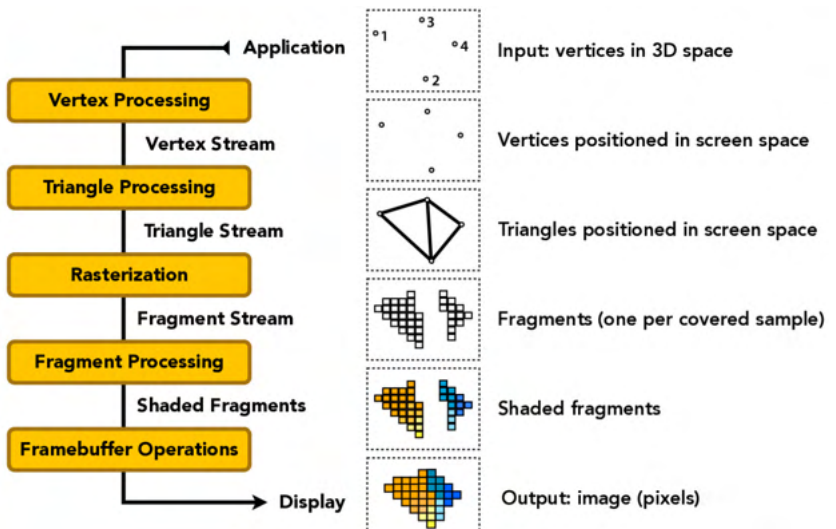 Application
1
3
4
2
Input: vertices in 3D space
Vertex Processing
Vertex Stream
Vertices positioned in screen space
Triangle Processing
Triangle Stream
Triangles positioned in screen space
Rasterization
Fragment Stream
Fragments (one per covered sample)
Fragment Processing
Shaded Fragments
Shaded fragments
Framebuffer Operations
Display
Output: image (pixels)